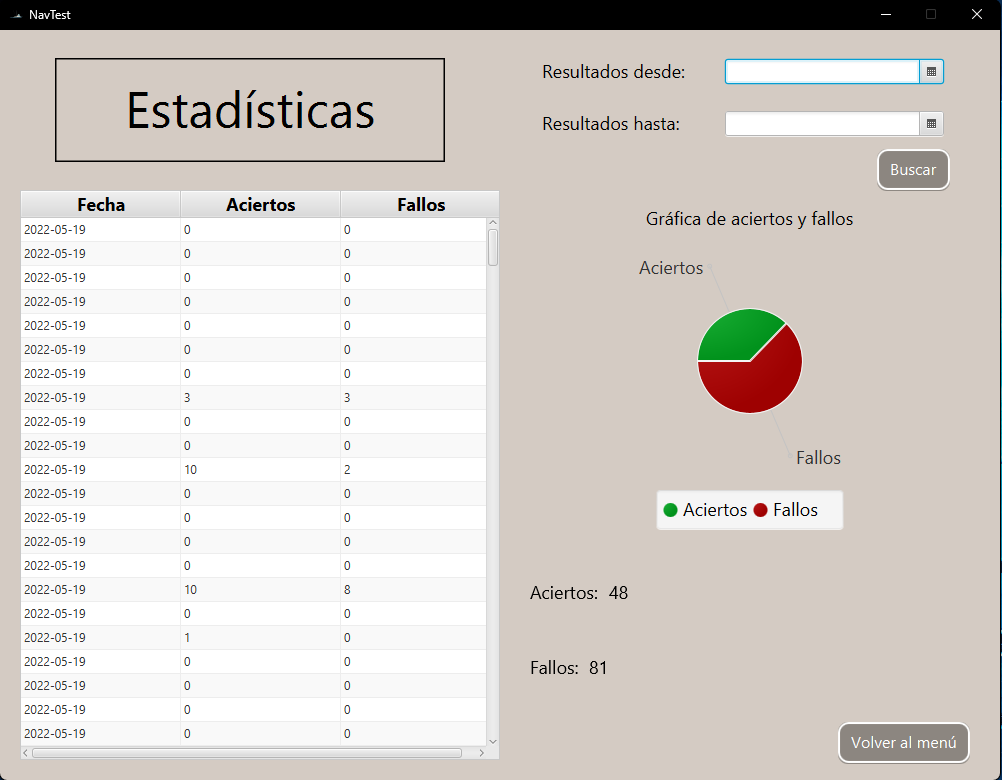 NavTest
Estadísticas
Resultados desde:
Resultados hasta:
Buscar
Fecha Aciertos Fallos
2022-05-19 0 0
2022-05-19 0 0
2022-05-19 0 0
2022-05-19 0 0
2022-05-19 0 0
2022-05-19 0 0
2022-05-19 0 0
2022-05-19 3 3
2022-05-19 0 0
2022-05-19 0 0
2022-05-19 10 2
2022-05-19 0 0
2022-05-19 0 0
2022-05-19 0 0
2022-05-19 0 0
2022-05-19 10 8
2022-05-19 0 0
2022-05-19 1 0
2022-05-19 0 0
2022-05-19 0 0
2022-05-19 0 0
2022-05-19 0 0
Gráfica de aciertos y fallos
Aciertos
Fallos
Aciertos Fallos
Aciertos: 48
Fallos: 81
Volver al menú